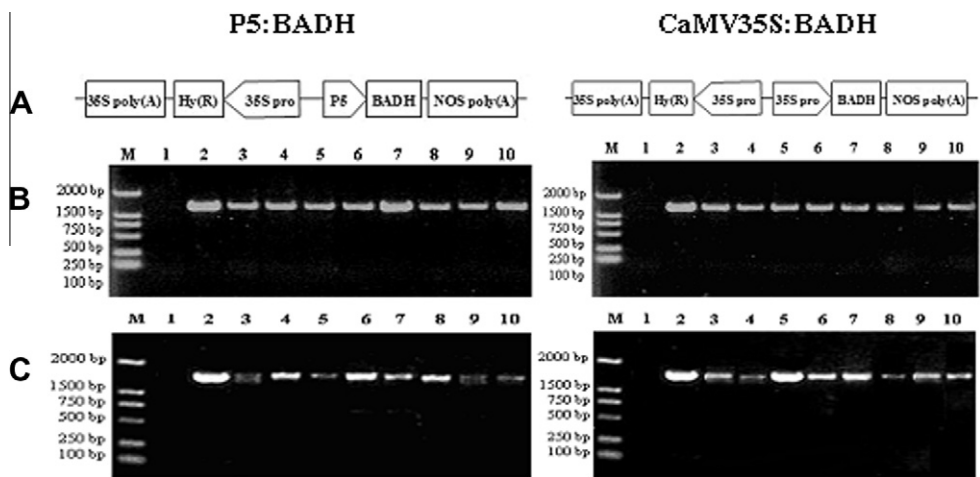 P5:BADH
CaMV35S:BADH
A
35S poly(A) Hy(R) 35S pro P5 BADH NOS poly(A)
35S poly(A) Hy(R) 35S pro 35S pro BADH NOS poly(A)
B
M 1 2 3 4 5 6 7 8 9 10
2000 bp
1500 bp
750 bp
500 bp
250 bp
100 bp
M 1 2 3 4 5 6 7 8 9 10
2000 bp
1500 bp
750 bp
500 bp
250 bp
100 bp
C
M 1 2 3 4 5 6 7 8 9 10
2000 bp
1500 bp
750 bp
500 bp
250 bp
100 bp
M 1 2 3 4 5 6 7 8 9 10
2000 bp
1500 bp
750 bp
500 bp
250 bp
100 bp